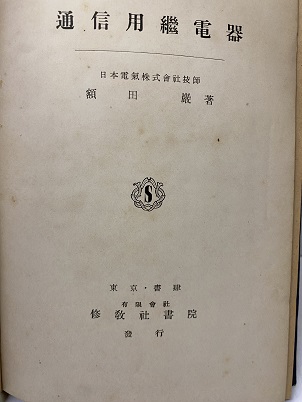 通信用繼電器
日本電氣株式會社技師
額田巖著
S
東京・書肆
有限會社
修敎社書院
發行